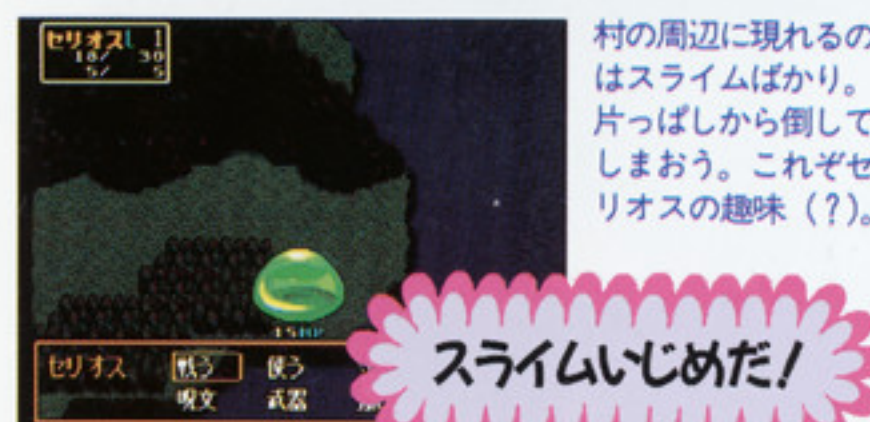 セリオスL 1
18/ 30
5/ 5
15HP
セリオス 戦う 使う
呪文 武器
村の周辺に現れるの
はスライムばかり。
片っぱしから倒して
しまおう。これぞセ
リオスの趣味（？）。
スライムいじめだ！